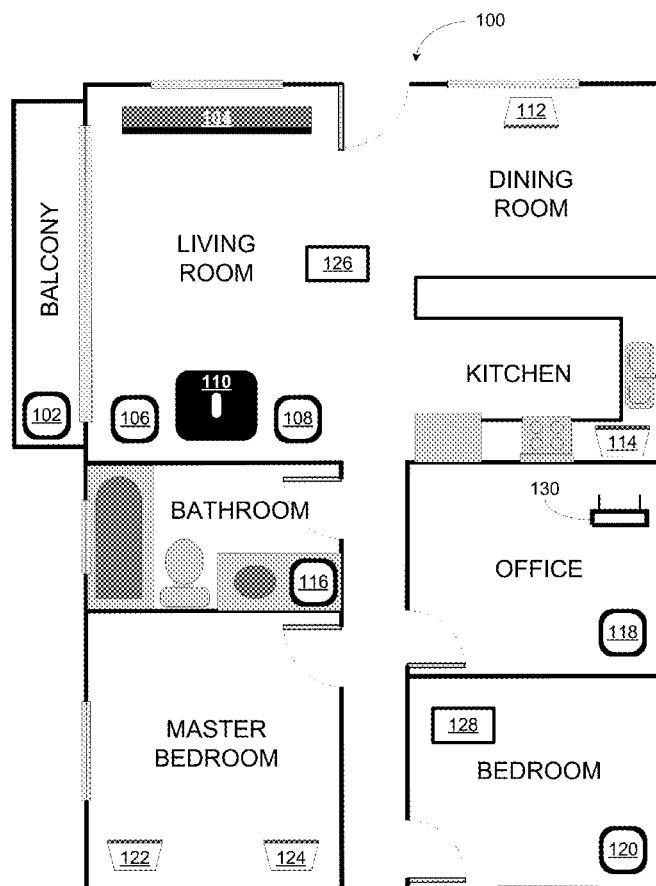 100
104
112
DINING
ROOM
BALCONY
LIVING
ROOM
126
110
KITCHEN
102
106
108
114
130
BATHROOM
OFFICE
116
118
128
MASTER
BEDROOM
BEDROOM
122
124
120